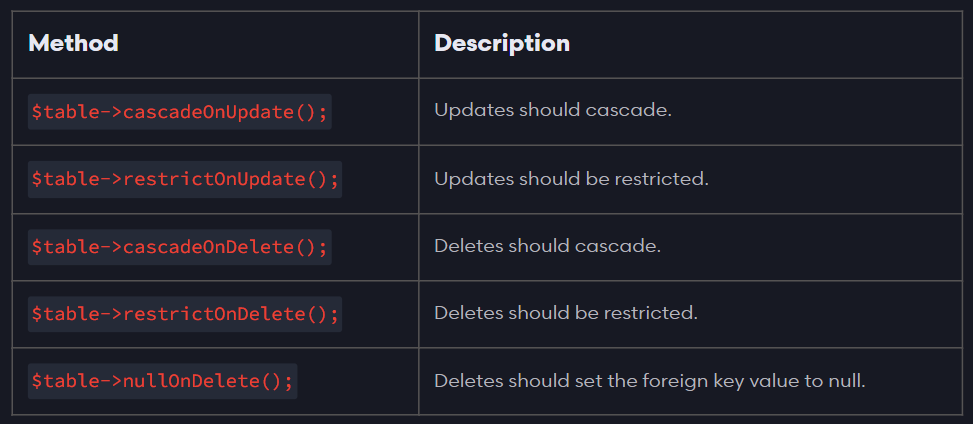 Method Description
$table->cascadeOnUpdate(); Updates should cascade.
$table->restrictOnUpdate(); Updates should be restricted.
$table->cascadeOnDelete(); Deletes should cascade.
$table->restrictOnDelete(); Deletes should be restricted.
$table->nullOnDelete(); Deletes should set the foreign key value to null.